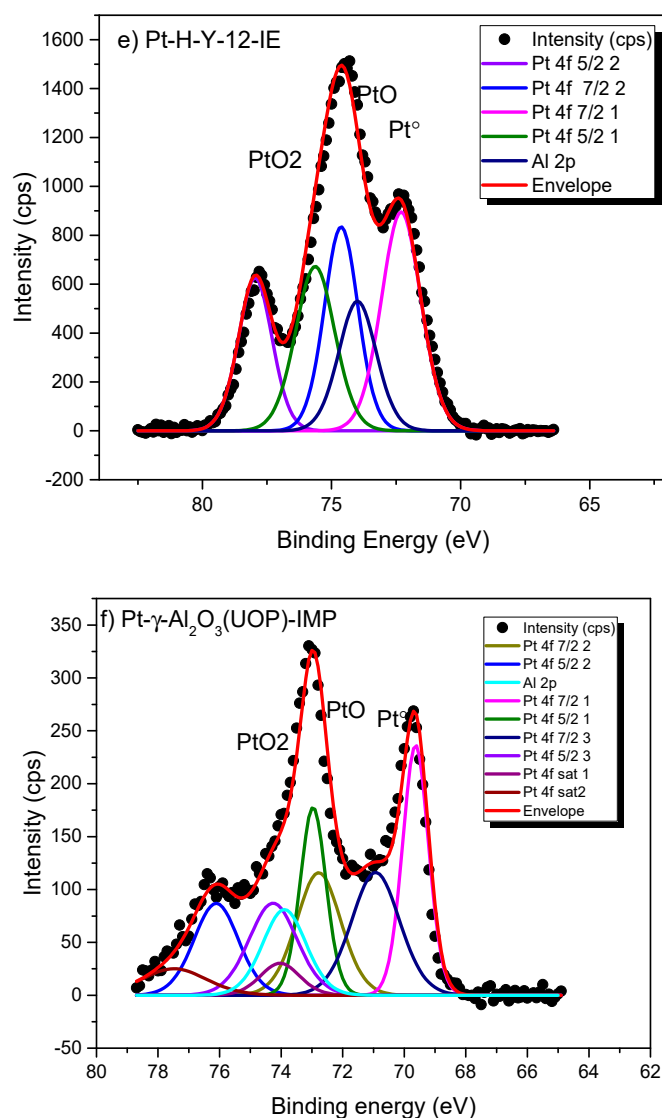 e) Pt-H-Y-12-IE
Intensity (cps)
Pt 4f 5/2 2
Pt 4f  7/2 2
Pt 4f 7/2 1
Pt 4f 5/2 1
Al 2p
Envelope
PtO2
PtO
Pt°
1600
1400
1200
1000
800
600
400
200
0
-200
Intensity (cps)
80
75
70
65
Binding Energy (eV)
f) Pt-γ-Al₂O₃(UOP)-IMP
Intensity (cps)
Pt 4f 7/2 2
Pt 4f 5/2 2
Al 2p
Pt 4f 7/2 1
Pt 4f 5/2 1
Pt 4f 7/2 3
Pt 4f 5/2 3
Pt 4f sat 1
Pt 4f sat2
Envelope
PtO2
PtO
Pt°
350
300
250
200
150
100
50
0
-50
Intensity (cps)
80
78
76
74
72
70
68
66
64
62
Binding energy (eV)